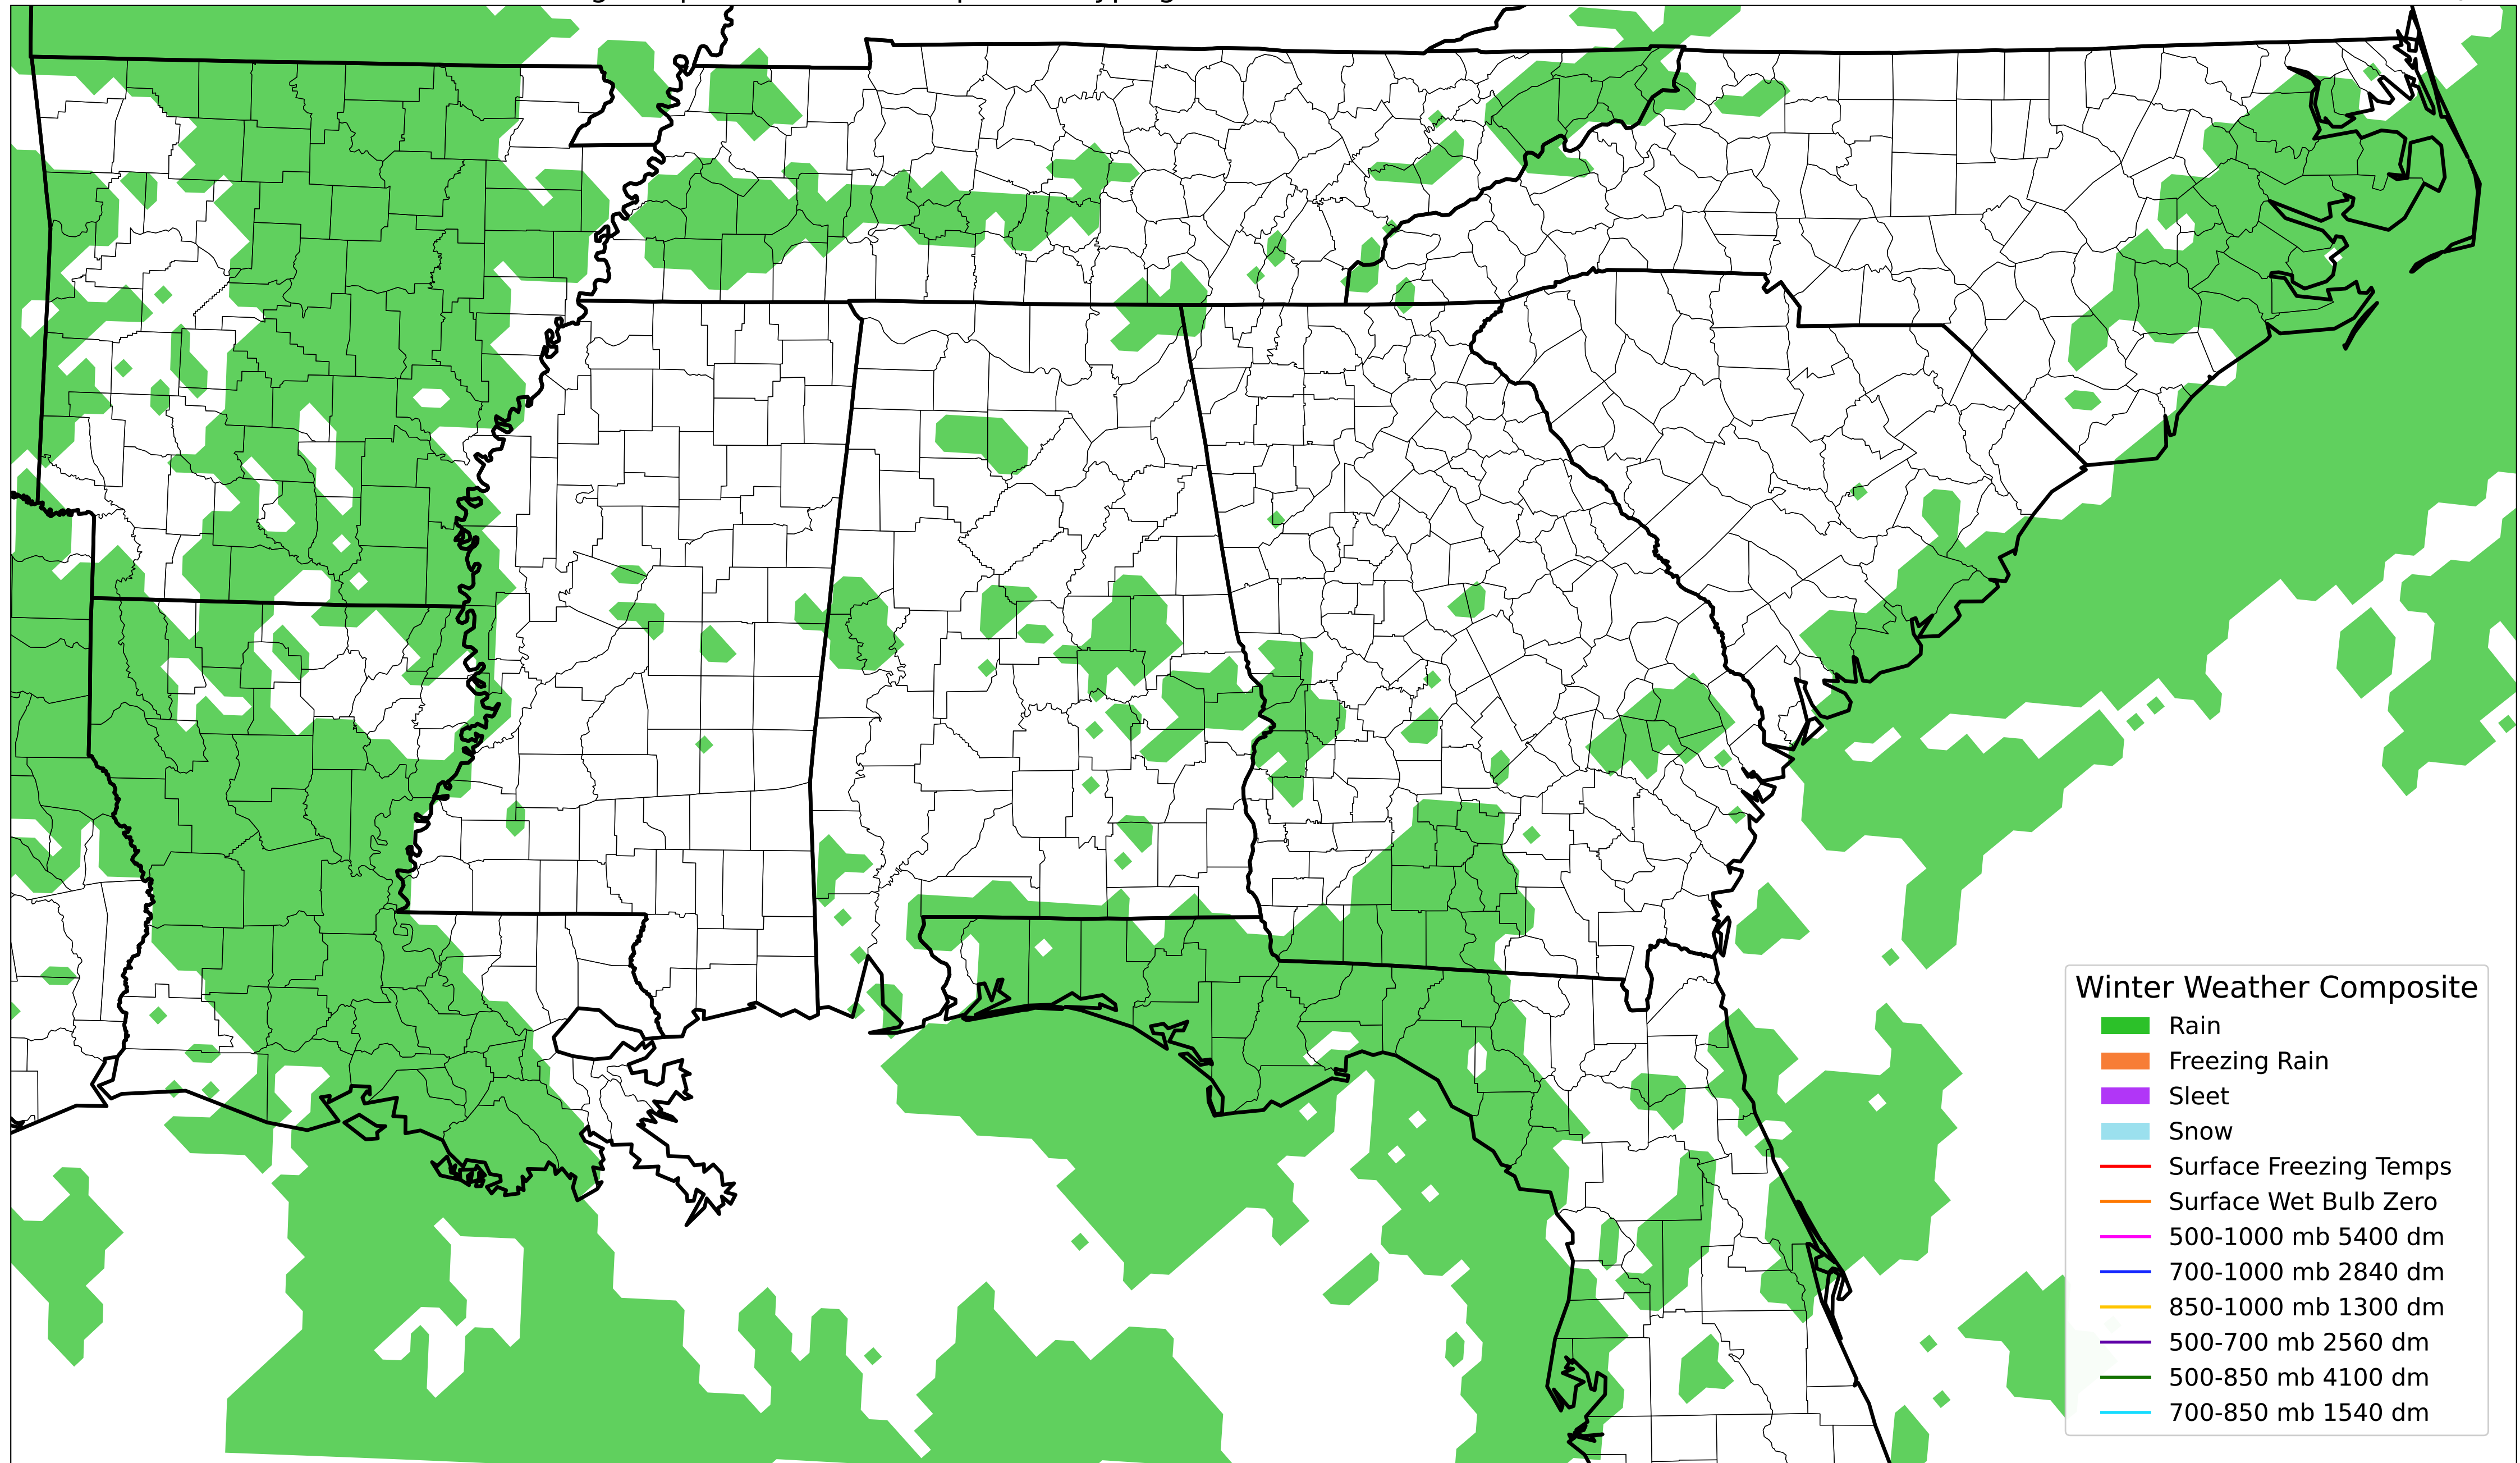 Winter Weather Composite
Rain
Freezing Rain
Sleet
Snow
Surface Freezing Temps
Surface Wet Bulb Zero
500-1000 mb 5400 dm
700-1000 mb 2840 dm
850-1000 mb 1300 dm
500-700 mb 2560 dm
500-850 mb 4100 dm
700-850 mb 1540 dm